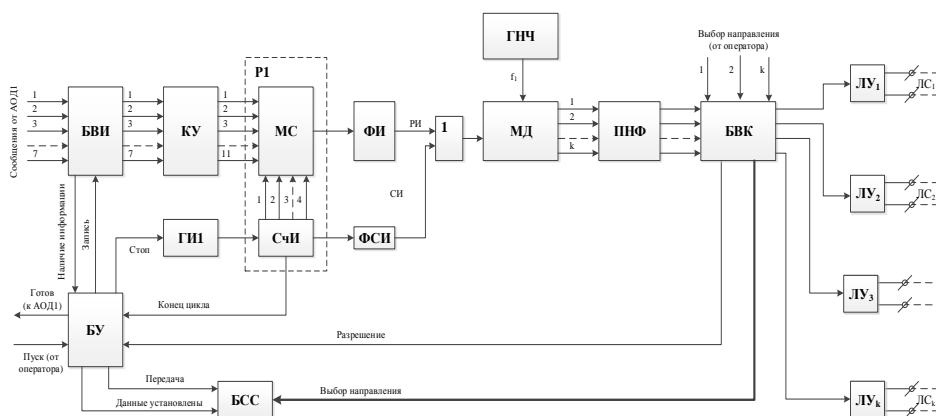 ГНЧ
Выбор направления
(от оператора)
f₁
1
2
k
Р1
Сообщения от АОД1
1
2
3
7
БВИ
1
2
3
7
КУ
1
2
3
11
МС
ФИ
РИ
1
МД
1
2
k
ПНФ
БВК
ЛУ₁
ЛС₁
ЛУ₂
ЛС₂
ЛУ₃
ЛУₖ
ЛСₖ
1
2
3
4
СИ
Наличие информации
Запись
Стоп
ГИ1
СчИ
ФСИ
Готов
(к АОД1)
Конец цикла
БУ
Разрешение
Пуск (от
оператора)
Передача
Данные установлены
БСС
Выбор направления